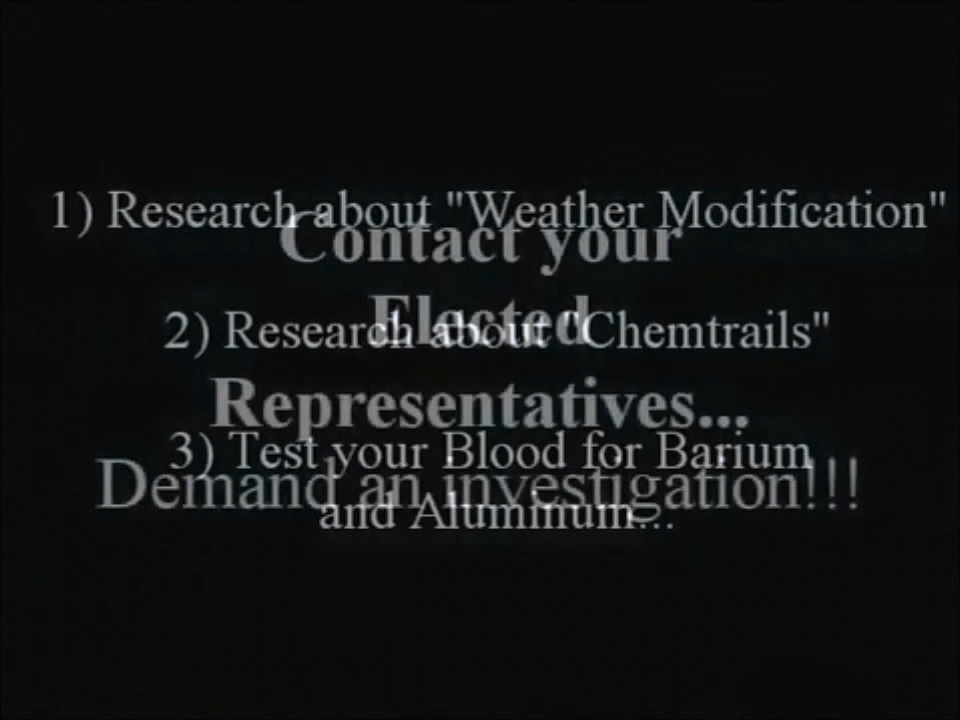 1) Research about "Weather Modification"
Contact your
Elected
2) Research about "Chemtrails"
Representatives...
3) Test your Blood for Barium
Demand an investigation!!!
and Aluminum...